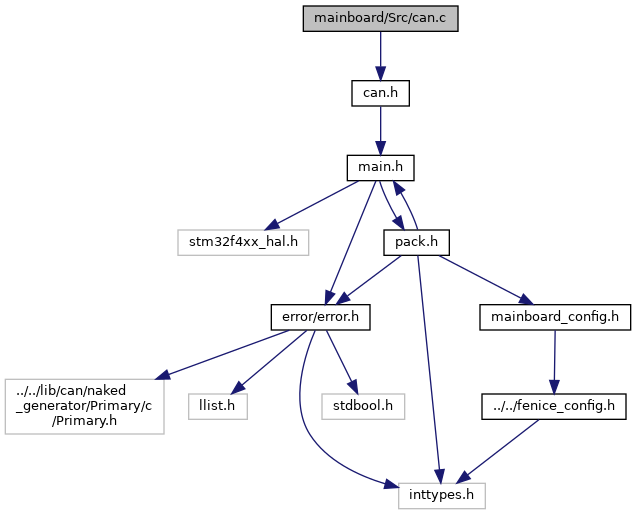 mainboard/Src/can.c
can.h
main.h
stm32f4xx_hal.h
pack.h
error/error.h
mainboard_config.h
../../lib/can/naked
_generator/Primary/c
/Primary.h
llist.h
stdbool.h
../../fenice_config.h
inttypes.h